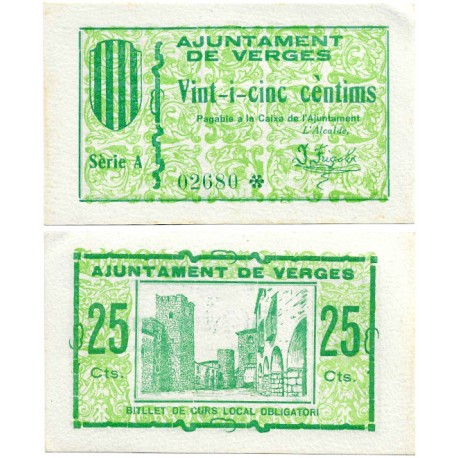 AJUNTAMENT
DE VERGES
Vint-i-cinc cèntims
Pagable a la Caixa de l'Ajuntament
L'Alcalde,
Sèrie A
02680 *
AJUNTAMENT DE VERGES
25
Cts.
25
Cts.
BITLLET DE CURS LOCAL OBLIGATORI